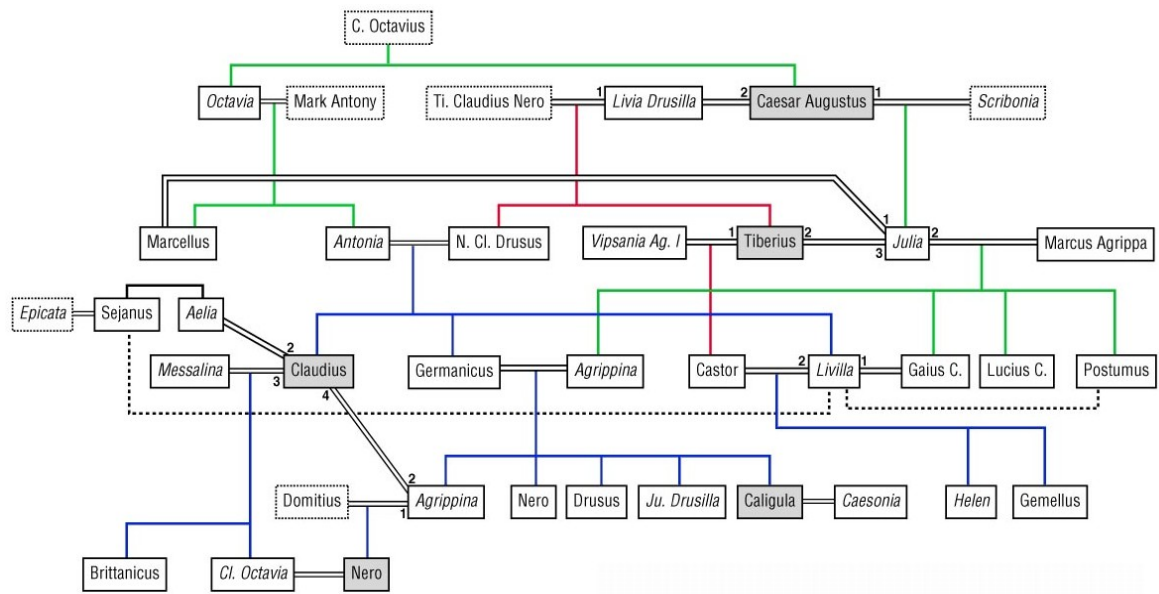 C. Octavius
Octavia
Mark Antony
Ti. Claudius Nero
1
Livia Drusilla
2
Caesar Augustus
1
Scribonia
Marcellus
Antonia
N. Cl. Drusus
Vipsania Ag. I
1
Tiberius
2
1
3
Julia
2
Marcus Agrippa
Epicata
Sejanus
Aelia
2
Messalina
3
Claudius
4
Germanicus
Agrippina
Castor
2
Livilla
1
Gaius C.
Lucius C.
Postumus
Domitius
2
1
Agrippina
Nero
Drusus
Ju. Drusilla
Caligula
Caesonia
Helen
Gemellus
Brittanicus
Cl. Octavia
Nero